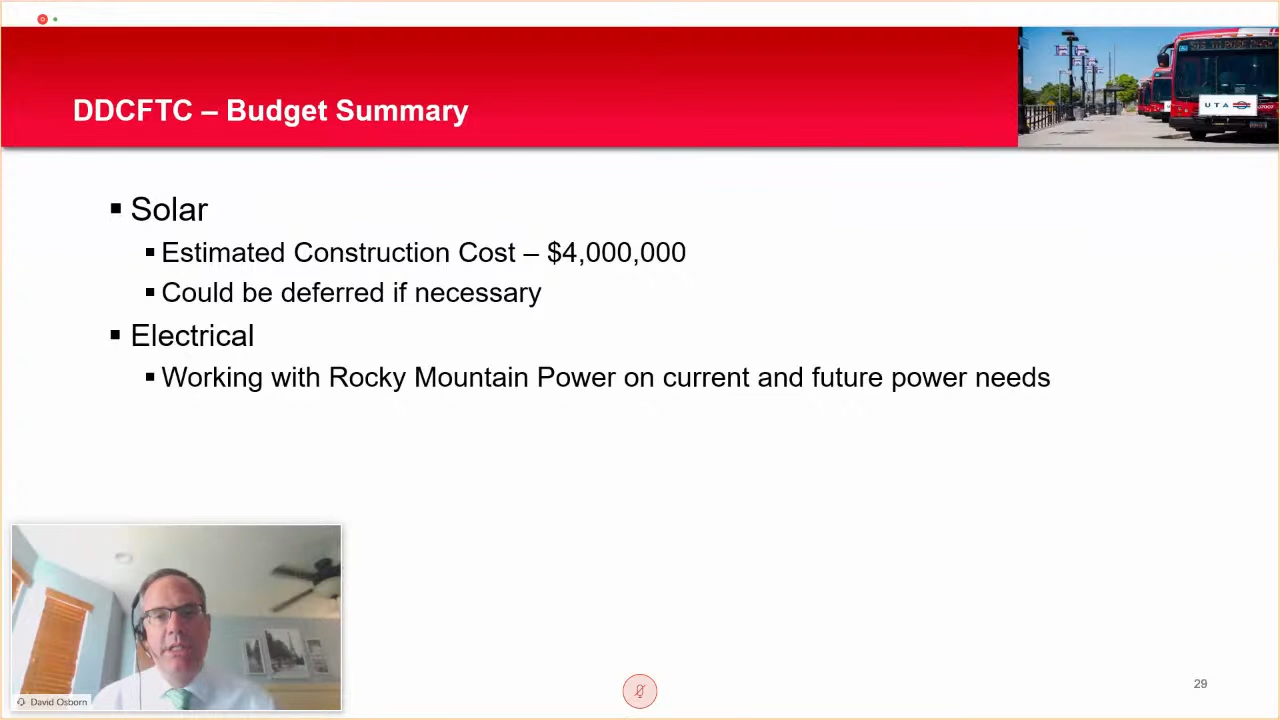 DDCFTC – Budget Summary
UTA
Solar
Estimated Construction Cost – $4,000,000
Could be deferred if necessary
Electrical
Working with Rocky Mountain Power on current and future power needs
David Osborn
29